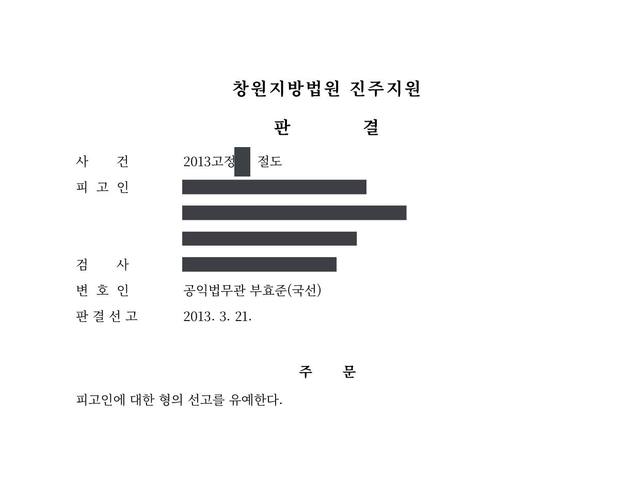 창원지방법원 진주지원
판 결
사 건 2013고정 절도
피 고 인
검 사
변 호 인 공익법무관 부효준(국선)
판 결 선 고 2013. 3. 21.
주 문
피고인에 대한 형의 선고를 유예한다.